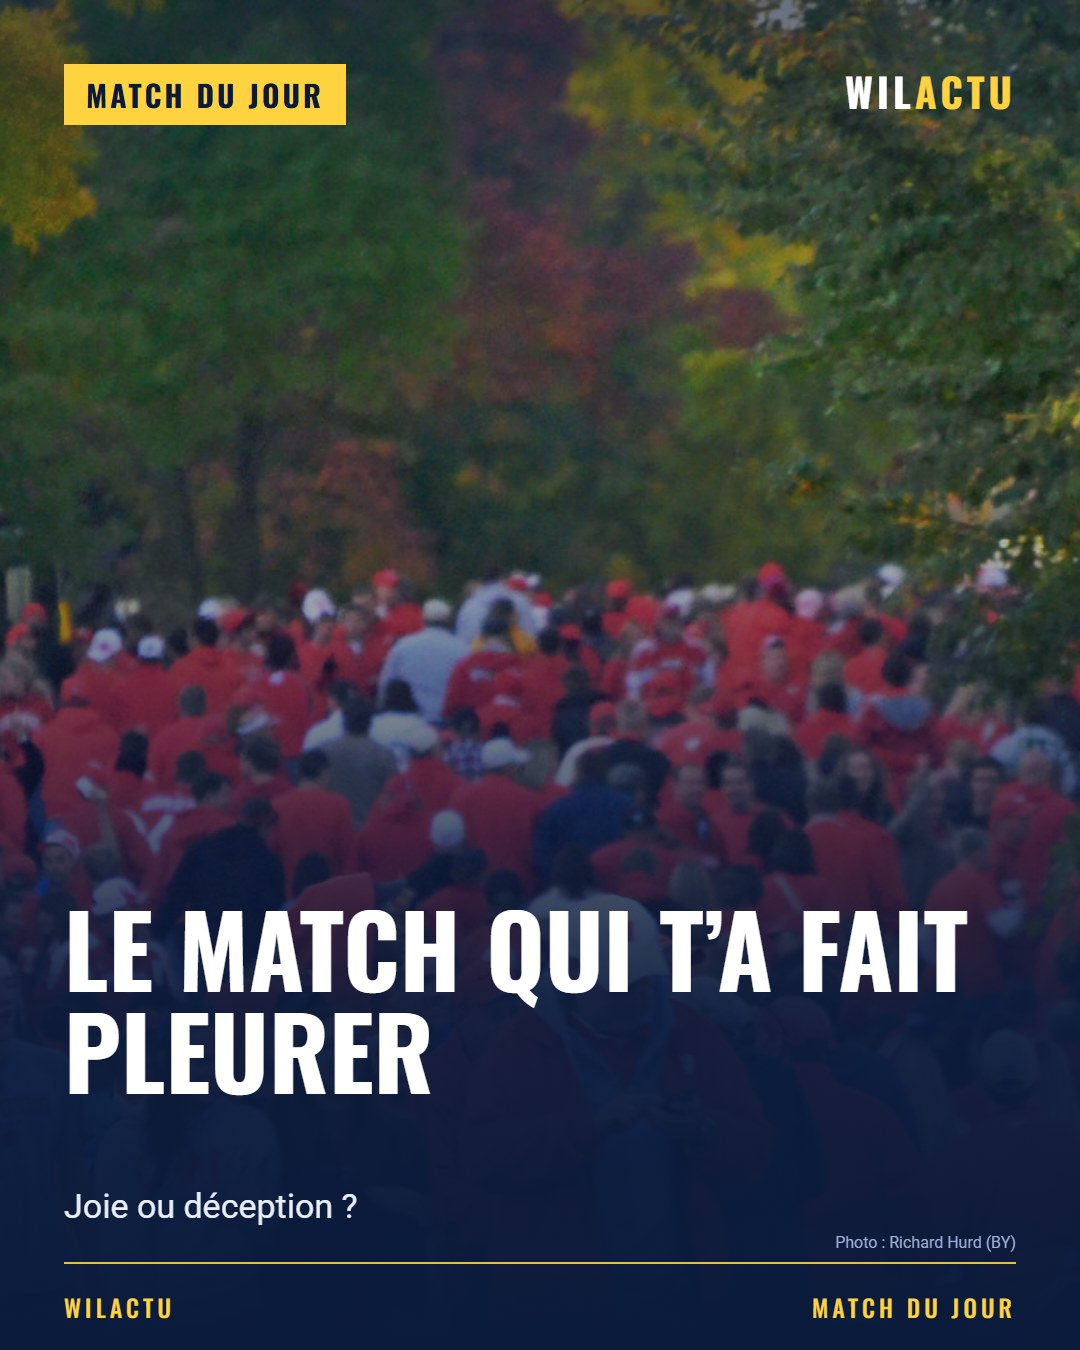 MATCH DU JOUR
WILACTU
LE MATCH QUI T’A FAIT
PLEURER
Joie ou déception ?
Photo : Richard Hurd (BY)
WILACTU
MATCH DU JOUR